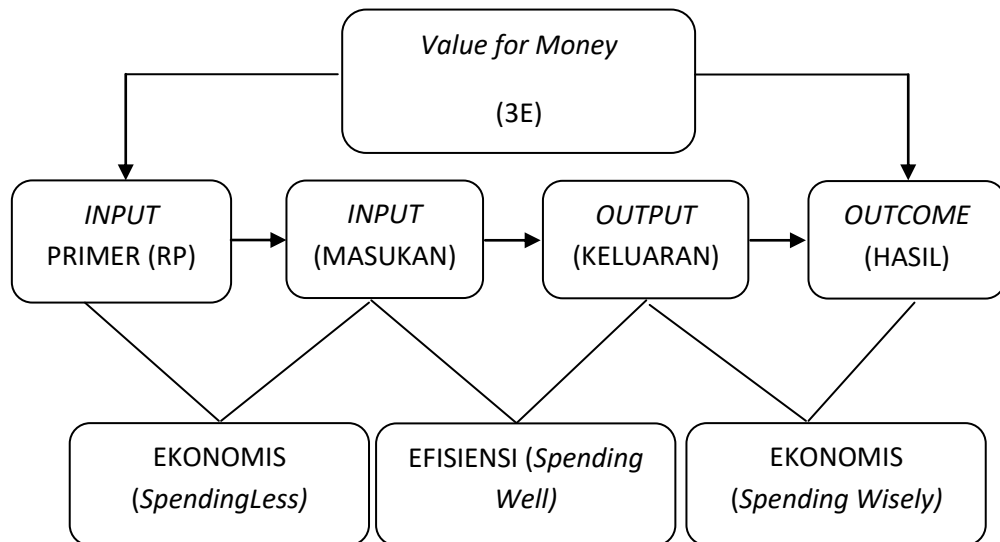 Value for Money
(3E)
INPUT
PRIMER (RP)
INPUT
(MASUKAN)
OUTPUT
(KELUARAN)
OUTCOME
(HASIL)
EKONOMIS
(SpendingLess)
EFISIENSI (Spending
Well)
EKONOMIS
(Spending Wisely)